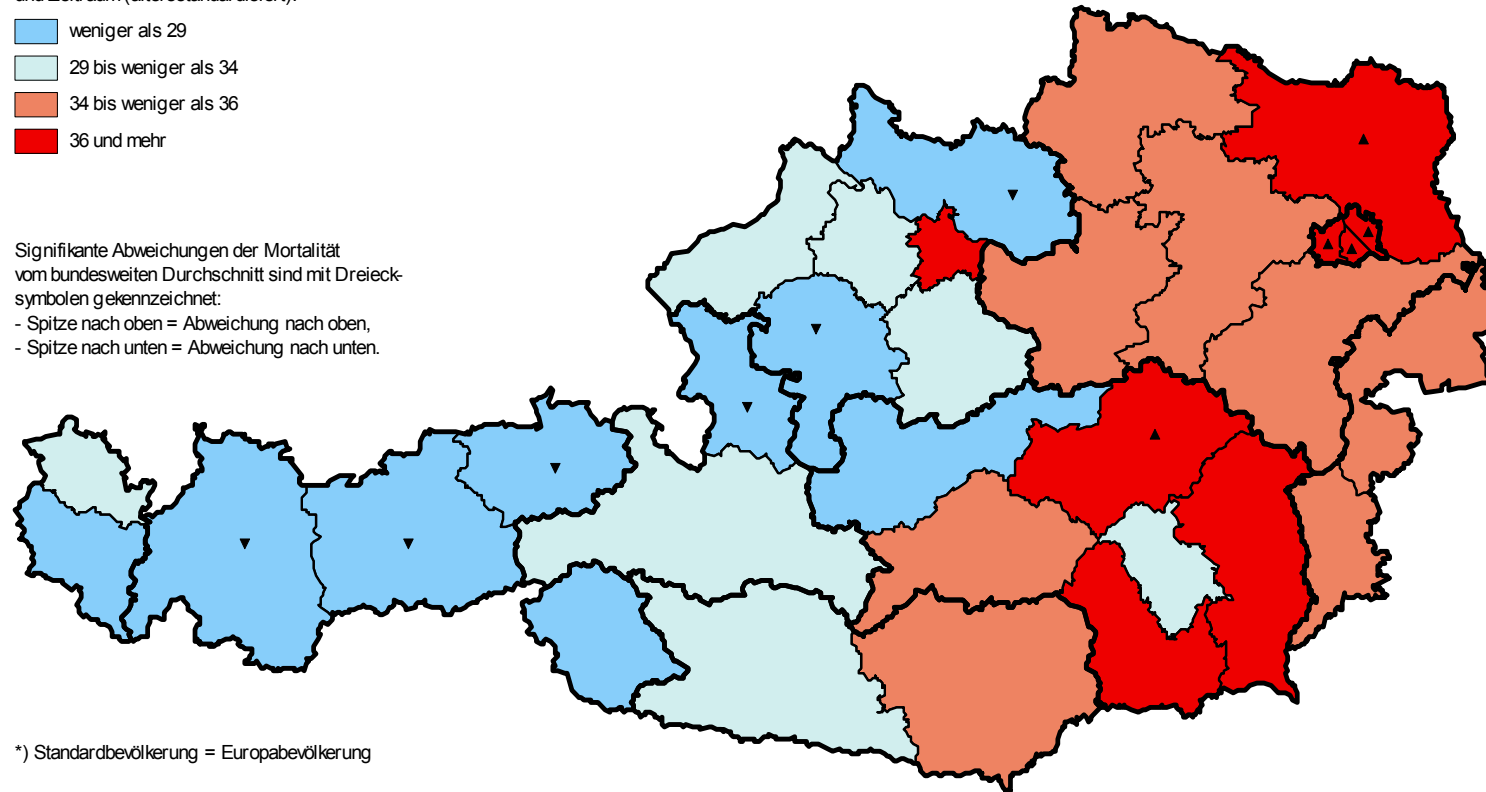 weniger als 29
29 bis weniger als 34
34 bis weniger als 36
36 und mehr
Signifikante Abweichungen der Mortalität
vom bundesweiten Durchschnitt sind mit Dreieck-
symbolen gekennzeichnet:
- Spitze nach oben = Abweichung nach oben,
- Spitze nach unten = Abweichung nach unten.
*) Standardbevölkerung = Europabevölkerung